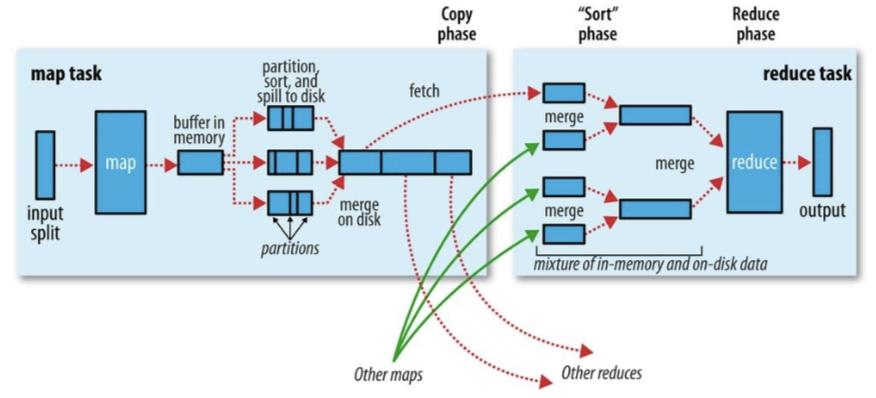 Copy
phase
“Sort”
phase
Reduce
phase
map task
partition,
sort, and
spill to disk
fetch
reduce task
buffer in
memory
merge
map
merge
reduce
input
split
merge
on disk
merge
output
partitions
mixture of in-memory and on-disk data
Other maps
Other reduces